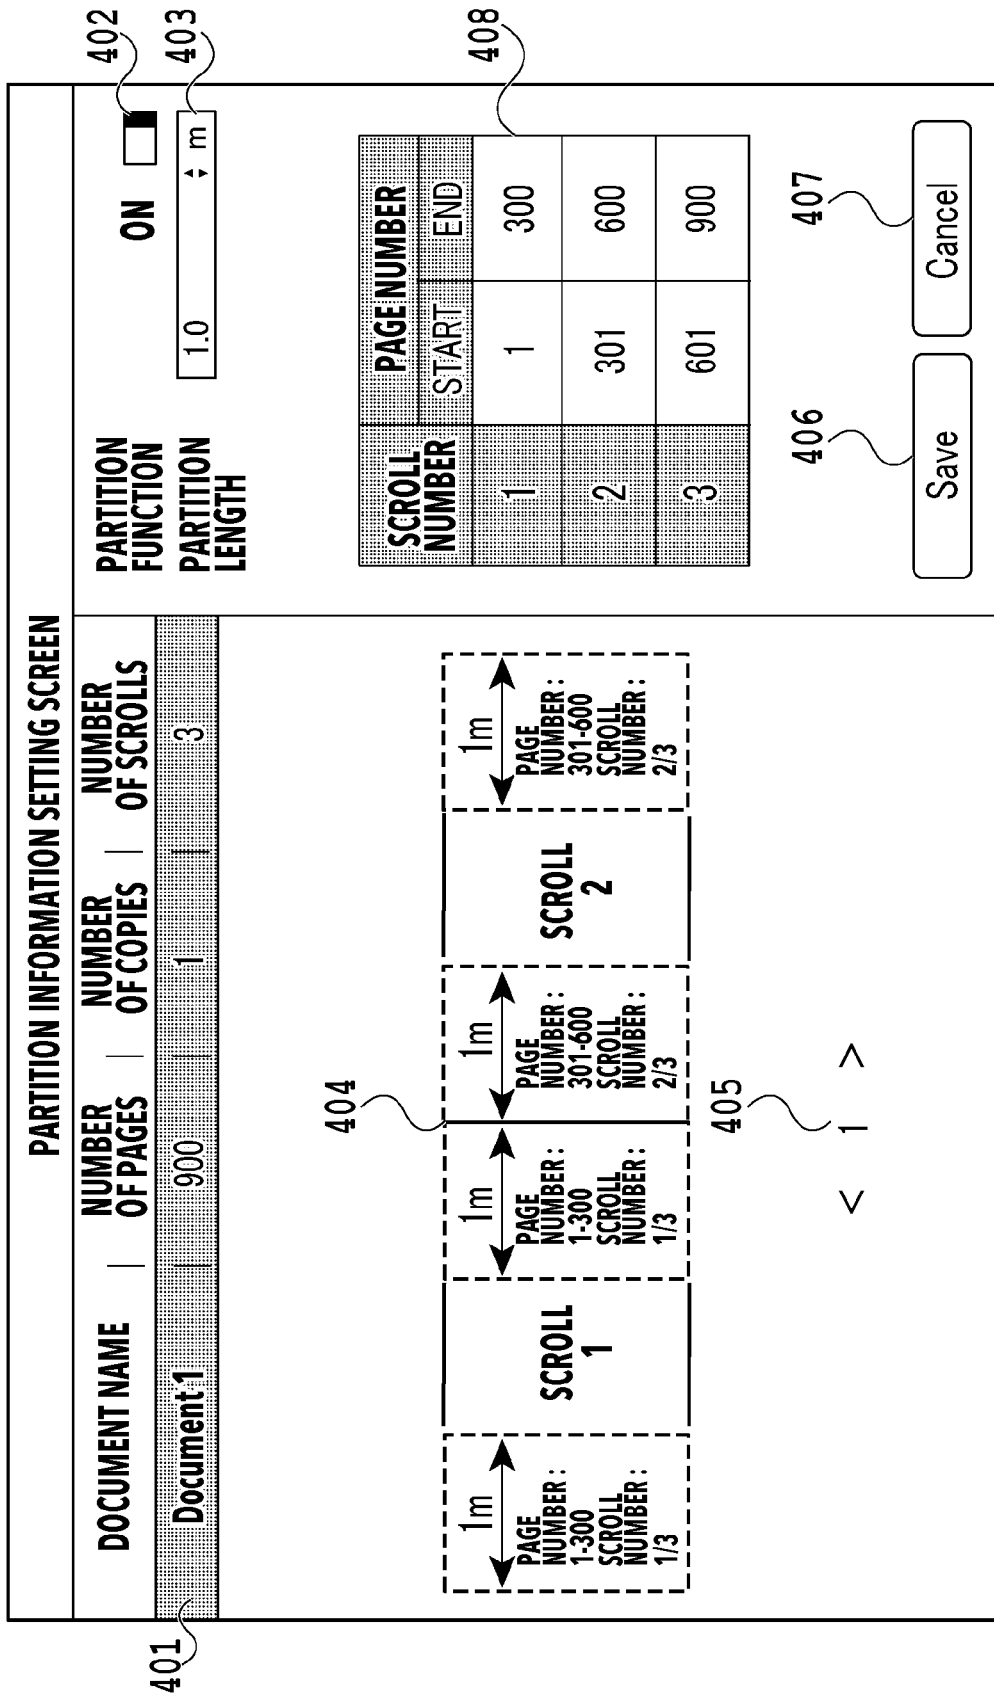 PARTITION INFORMATION SETTING SCREEN
DOCUMENT NAME | NUMBER OF PAGES | NUMBER OF COPIES | NUMBER OF SCROLLS
401
Document 1 | 900 | 1 | 3
PARTITION FUNCTION
ON
402
PARTITION LENGTH
1.0 m
403
404
1m
PAGE
NUMBER :
1-300
SCROLL
NUMBER :
1/3
SCROLL
1
1m
PAGE
NUMBER :
1-300
SCROLL
NUMBER :
1/3
1m
PAGE
NUMBER :
301-600
SCROLL
NUMBER :
2/3
SCROLL
2
1m
PAGE
NUMBER :
301-600
SCROLL
NUMBER :
2/3
405
< 1 >
408
SCROLL NUMBER
PAGE NUMBER
START END
1 1 300
2 301 600
3 601 900
406
407
Save
Cancel